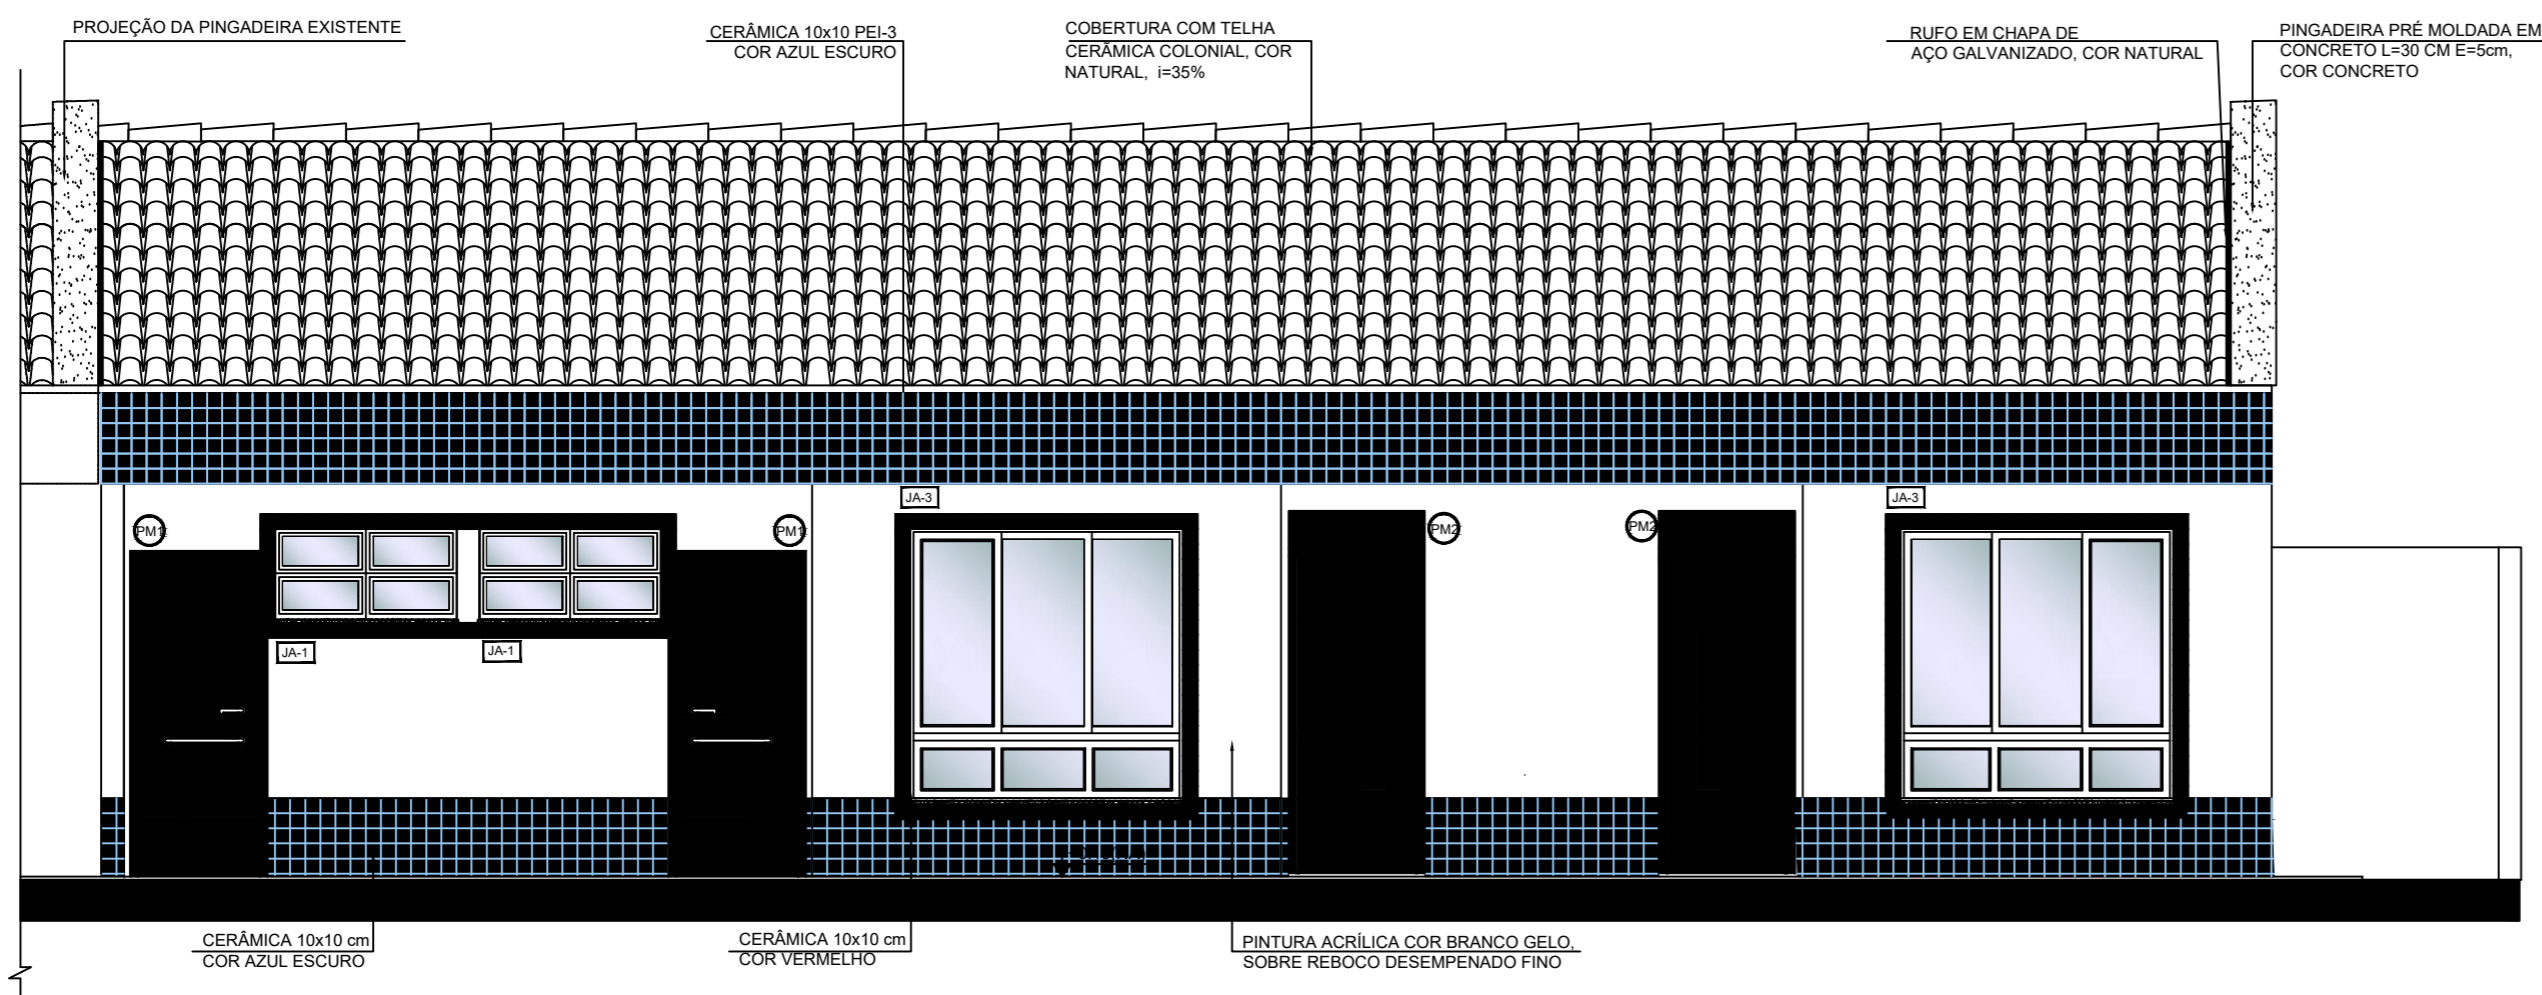 PROJEÇÃO DA PINGADEIRA EXISTENTE
CERÂMICA 10x10 PEI-3
COR AZUL ESCURO
COBERTURA COM TELHA
CERÂMICA COLONIAL, COR
NATURAL, i=35%
RUFO EM CHAPA DE
AÇO GALVANIZADO, COR NATURAL
PINGADEIRA PRÉ MOLDADA EM
CONCRETO L=30 CM E=5cm,
COR CONCRETO
JA-3
JA-3
PM1
PM1
PM2
PM2
JA-1
JA-1
CERÂMICA 10x10 cm
COR AZUL ESCURO
CERÂMICA 10x10 cm
COR VERMELHO
PINTURA ACRÍLICA COR BRANCO GELO,
SOBRE REBOCO DESEMPENADO FINO